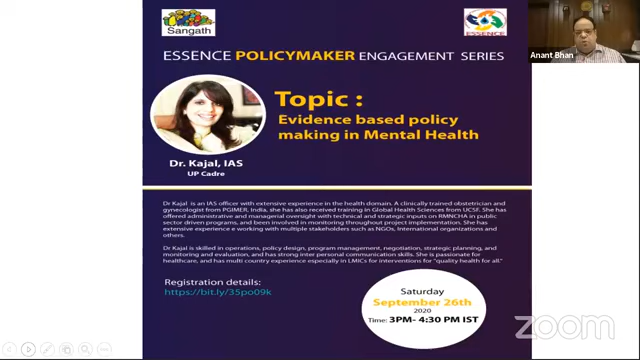 Sangath
ESSENCE
Anant Bhan
ESSENCE POLICYMAKER ENGAGEMENT SERIES
Topic :
Evidence based policy
making in Mental Health
Dr. Kajal, IAS
UP Cadre
Dr Kajal is an IAS officer with extensive experience in the health domain. A clinically trained obstetrician and
gynecologist from PGIMER, India, she has also received training in Global Health Sciences from UCSF. She has
offered administrative and managerial oversight with technical and strategic inputs on RMNCHA in public
sector driven programs, and been involved in monitoring throughout project implementation. She has
extensive experience e working with multiple stakeholders such as NGOs, International organizations and
others.
Dr Kajal is skilled in operations, policy design, program management, negotiation, strategic planning, and
monitoring and evaluation, and has strong inter personal communication skills. She is passionate for
healthcare, and has multi country experience especially in LMICs for interventions for "quality health for all."
Registration details:
https://bit.ly/35po09k
Saturday
September 26th
2020
Time: 3PM- 4:30 PM IST
zoom